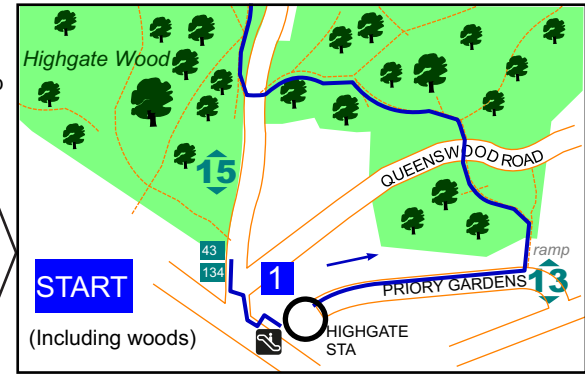 Highgate Wood
15
QUEENSWOOD ROAD
43
134
START
1
ramp
PRIORY GARDENS
13
(Including woods)
HIGHGATE
STA